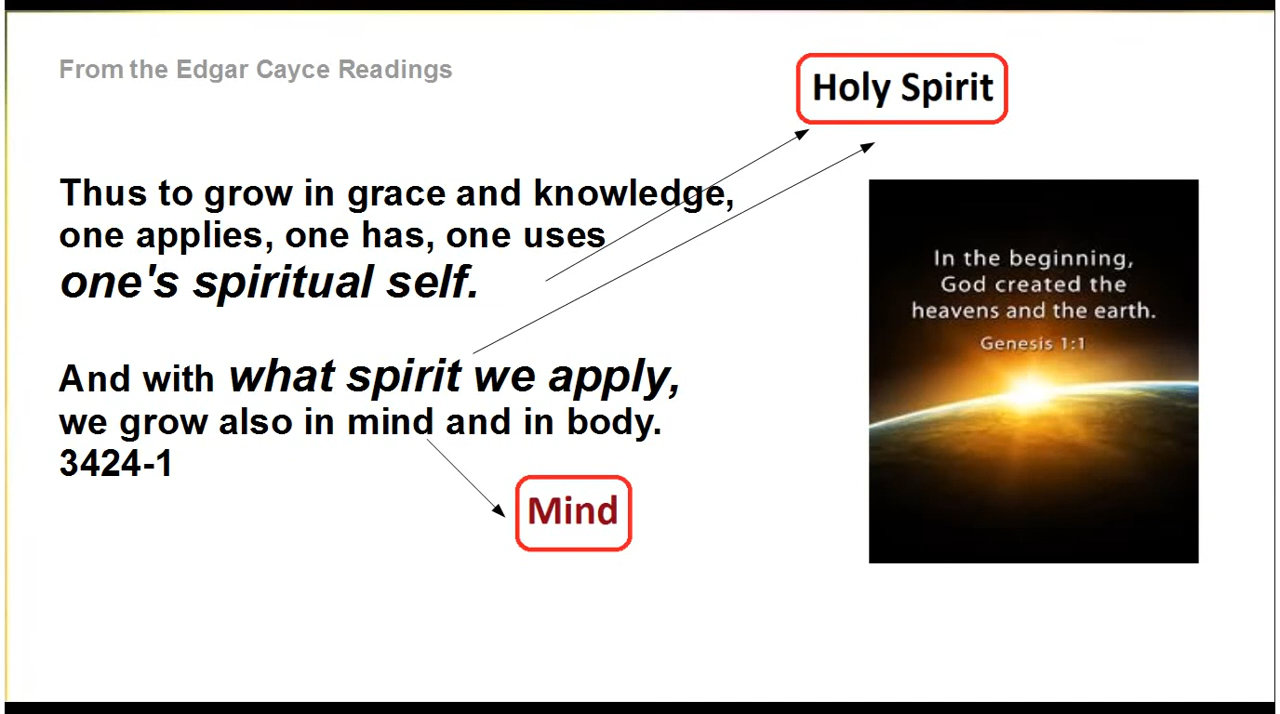 From the Edgar Cayce Readings
Holy Spirit
Thus to grow in grace and knowledge,
one applies, one has, one uses
one's spiritual self.
And with what spirit we apply,
we grow also in mind and in body.
3424-1
Mind
In the beginning,
God created the
heavens and the earth.
Genesis 1:1